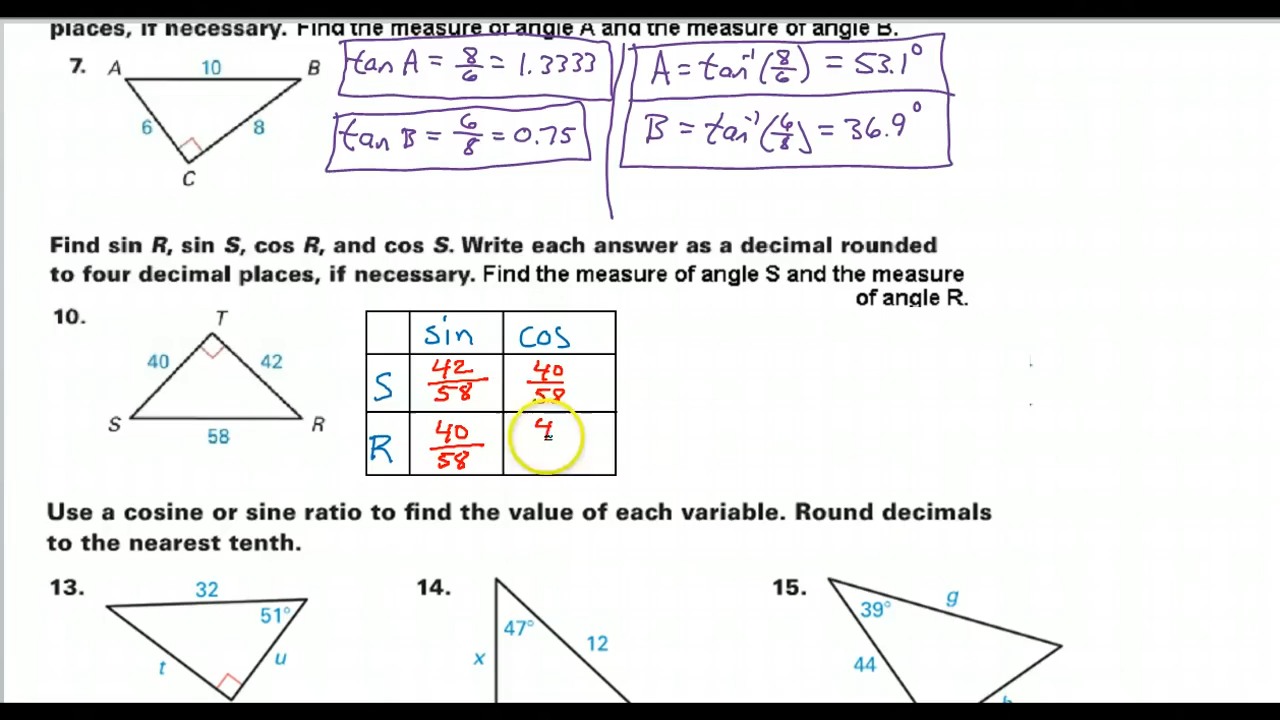 places, if necessary. Find the measure of angle A and the measure of angle B.
7.
A
10
B
6
8
C
tan A = 8/6 = 1.3333
A = tan⁻¹(8/6) = 53.1°
tan B = 6/8 = 0.75
B = tan⁻¹(6/8) = 36.9°
Find sin R, sin S, cos R, and cos S. Write each answer as a decimal rounded
to four decimal places, if necessary. Find the measure of angle S and the measure
of angle R.
10.
T
40
42
S
R
58
sin cos
S 42/58 40/58
R 40/58 4
Use a cosine or sine ratio to find the value of each variable. Round decimals
to the nearest tenth.
13.
32
51°
t
u
14.
47°
12
x
15.
39°
g
44